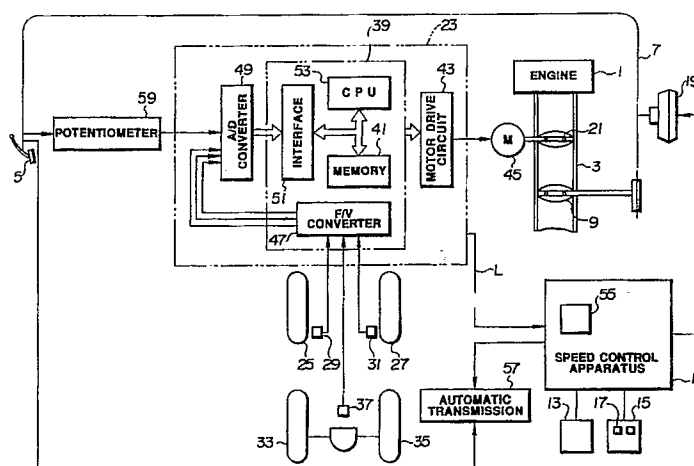 39
23
53
49
43
7
19
59
CPU
ENGINE
1
POTENTIOMETER
A/D CONVERTER
INTERFACE
MOTOR DRIVE CIRCUIT
M
21
5
41
45
3
MEMORY
51
F/V CONVERTER
9
47
L
55
25
29
31
27
SPEED CONTROL APPARATUS
57
37
AUTOMATIC TRANSMISSION
13
17
15
33
35